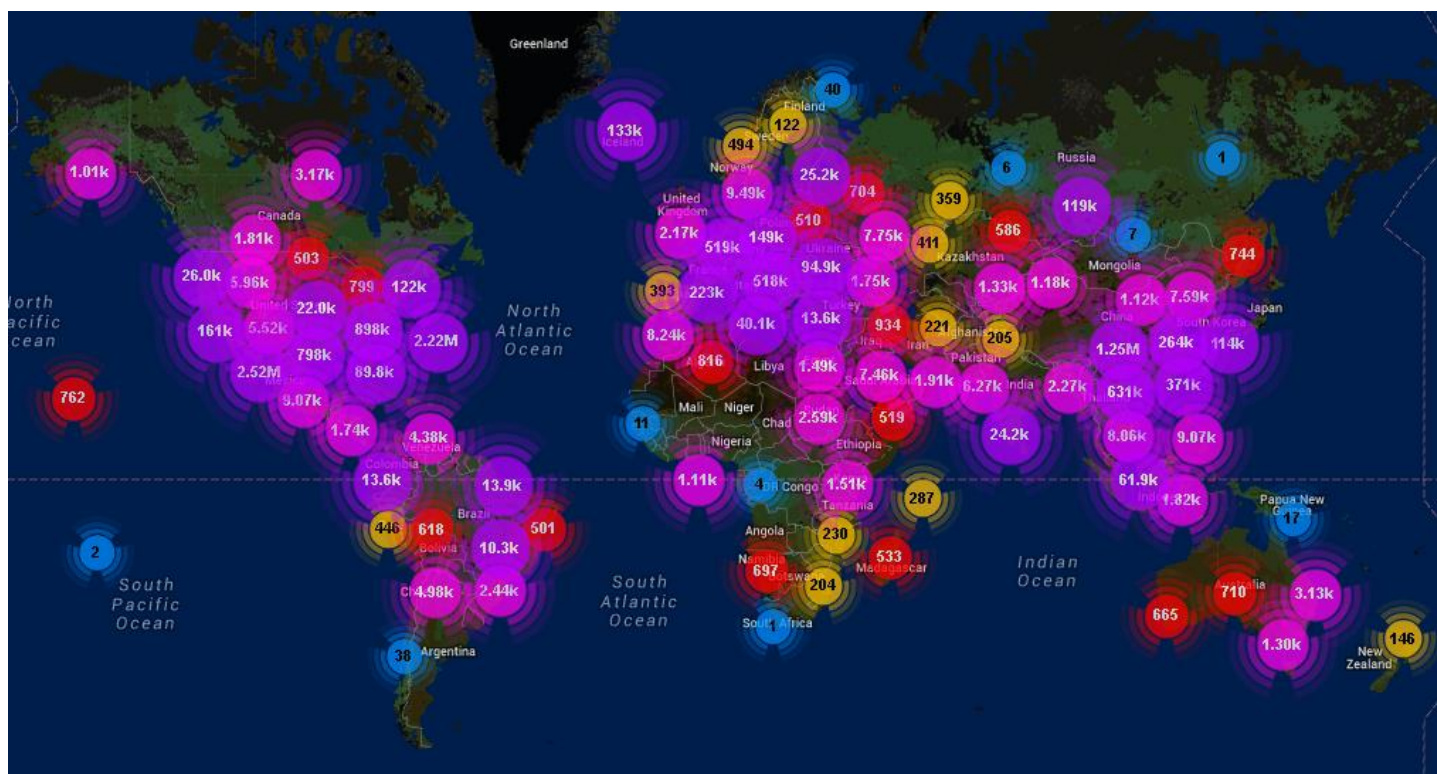 Greenland
40
Finland
122
133k
Iceland
494
Sweden
Norway
1.01k
3.17k
25.2k
704
6
Russia
1
9.49k
359
119k
United
Kingdom
Canada
510
1.81k
2.17k
519k
149k
Ukraine
7.75k
411
586
7
503
744
Kazakhstan
Mongolia
26.0k
5.96k
799
122k
393
223k
518k
94.9k
1.75k
1.33k
1.18k
1.12k
7.59k
North
Atlantic
Ocean
22.0k
Turkey
Japan
China
South Korea
161k
5.52k
898k
2.22M
8.24k
40.1k
13.6k
934
221
Afghanistan
205
1.25M
264k
114k
Iraq
Iran
Pakistan
798k
816
Libya
1.49k
2.52M
Mexico
89.8k
7.46k
1.91k
6.27k
India
2.27k
631k
371k
762
9.07k
Mali
Niger
Chad
2.59k
519
11
1.74k
4.38k
Venezuela
Nigeria
Ethiopia
24.2k
8.06k
9.07k
Colombia
13.6k
13.9k
1.11k
4
DR Congo
1.51k
61.9k
287
1.82k
Tanzania
Papua New
Guinea
17
446
618
Brazil
501
Angola
230
2
Bolivia
10.3k
Namibia
697
Botswana
533
Madagascar
Indian
Ocean
South
Pacific
Ocean
4.98k
2.44k
South
Atlantic
Ocean
204
Australia
710
3.13k
665
South Africa
1
38
Argentina
1.30k
146
New
Zealand